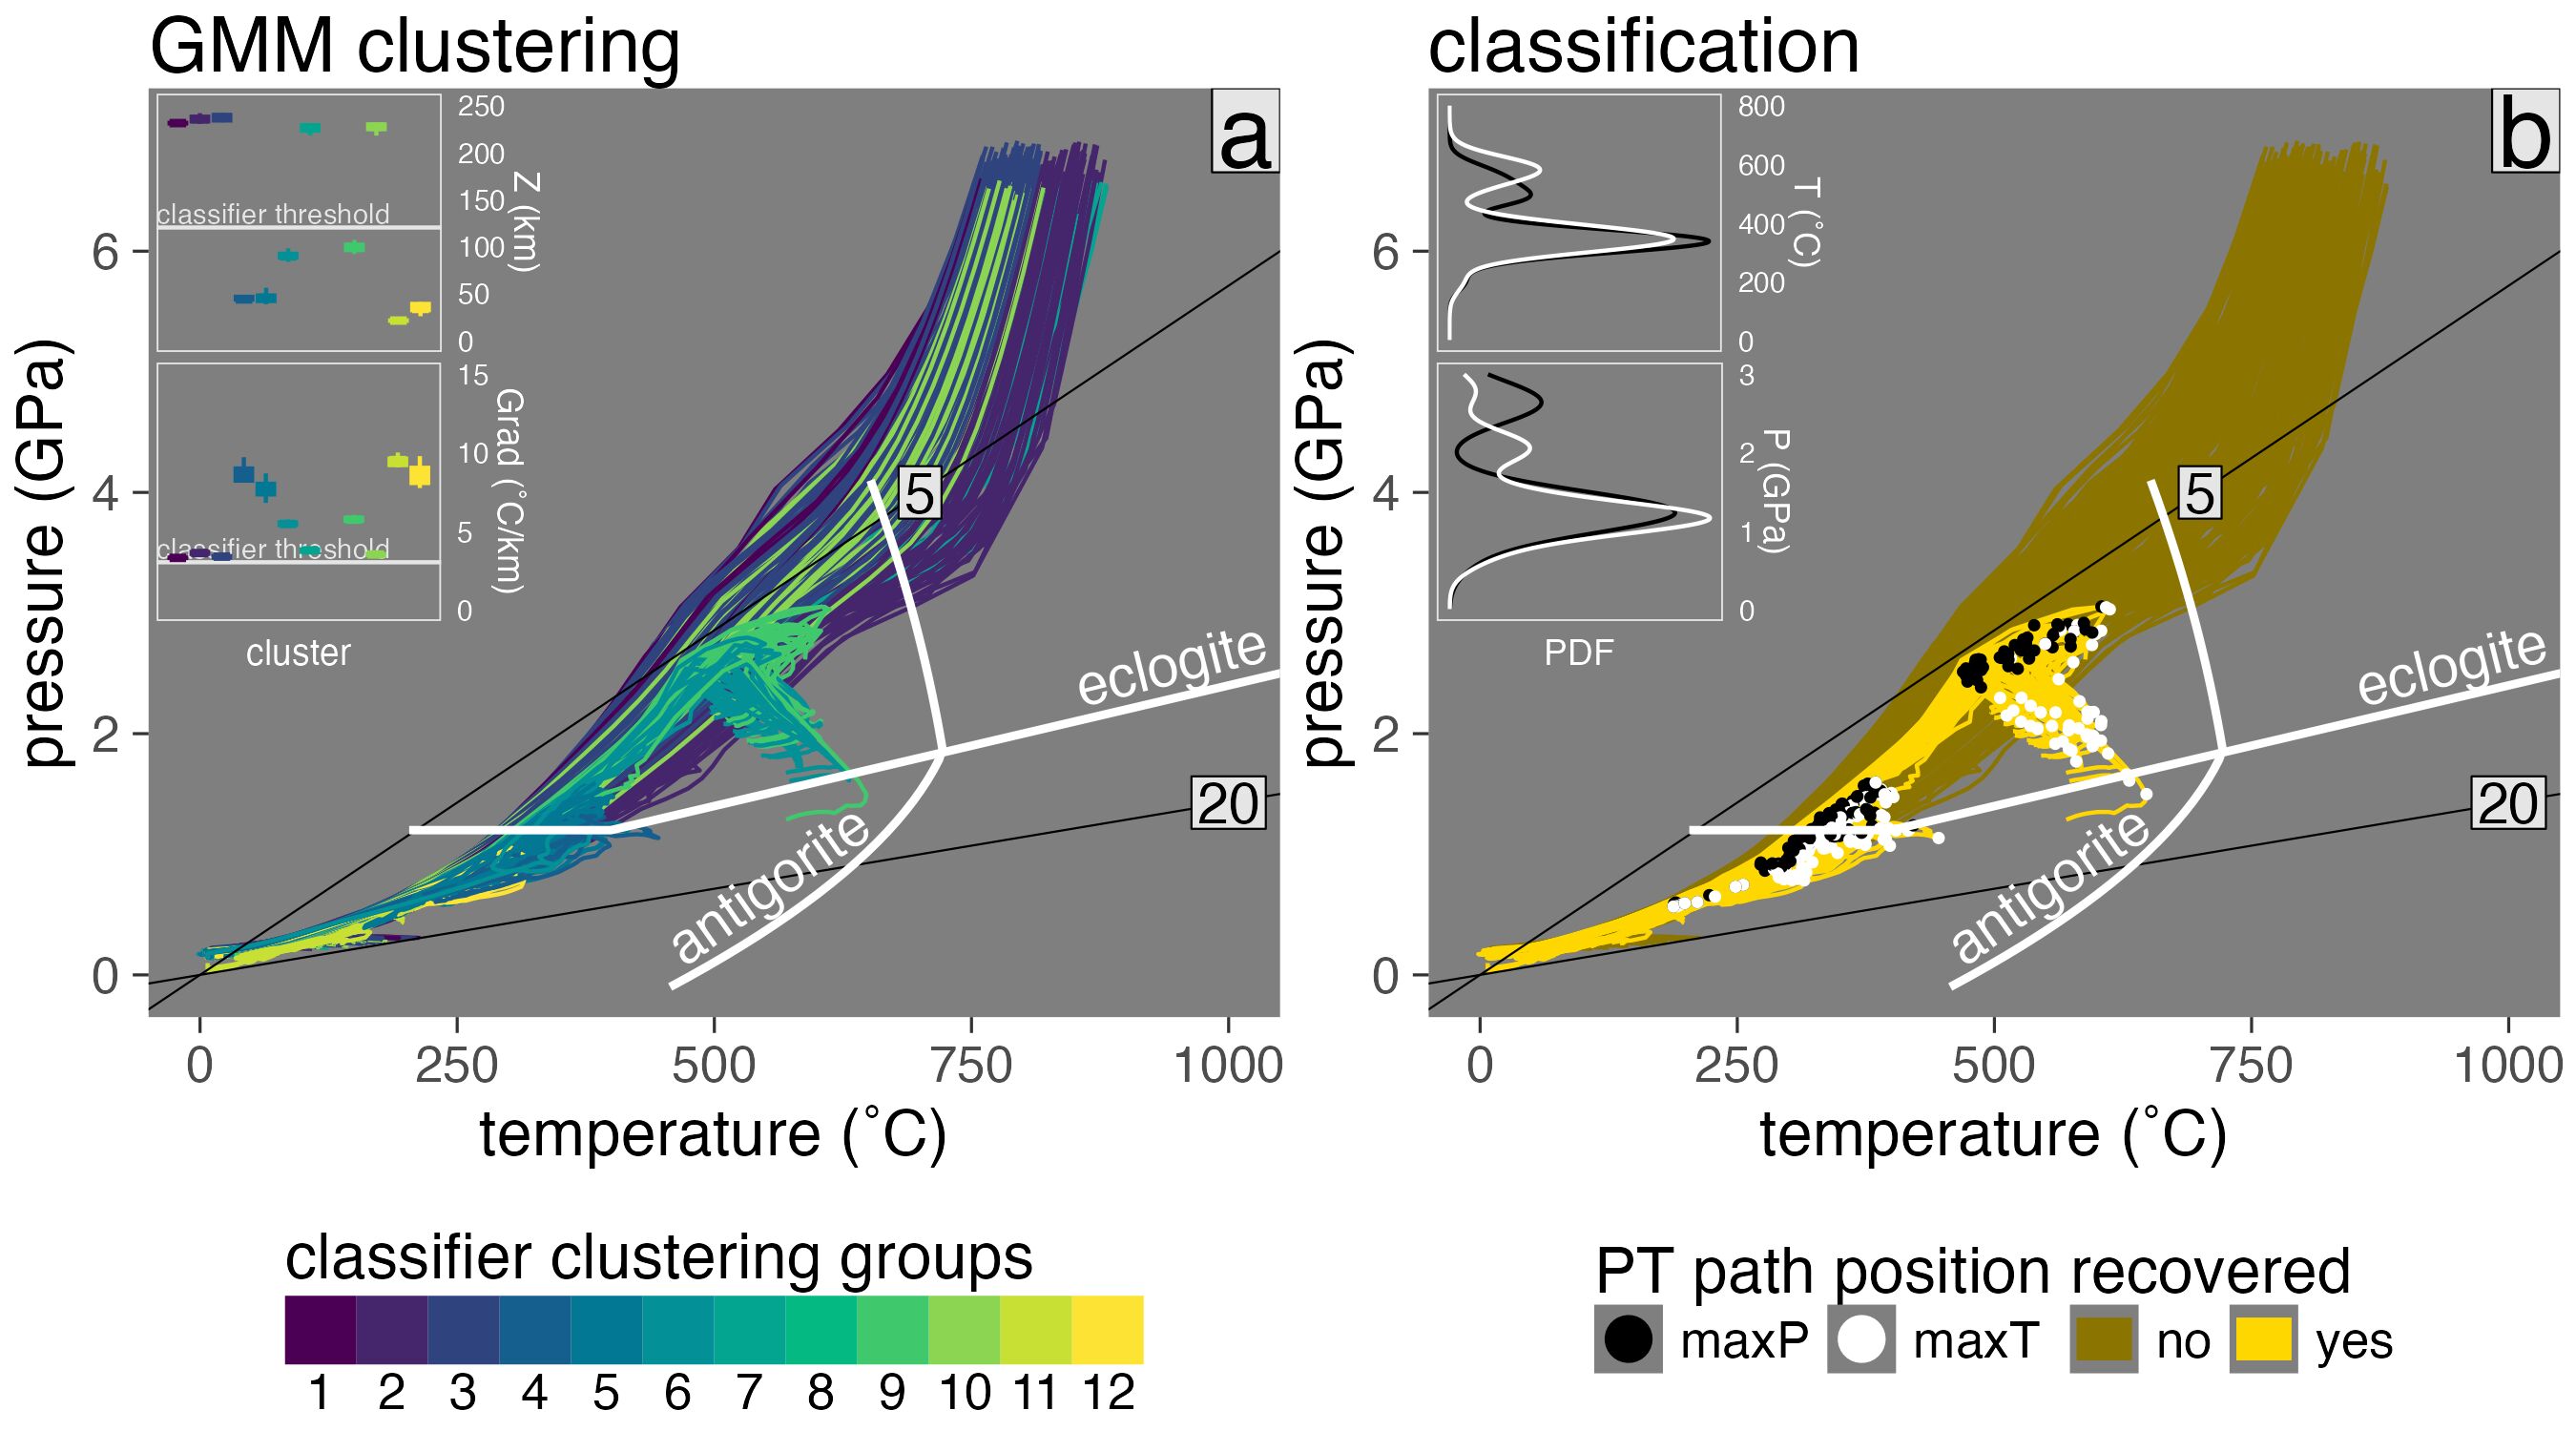 GMM clustering
a
250
200
150
100
50
0
Z (km)
classifier threshold
15
10
5
0
Grad (˚C/km)
classifier threshold
cluster
5
20
eclogite
antigorite
6
4
2
0
pressure (GPa)
0
250
500
750
1000
temperature (˚C)
classifier clustering groups
1 2 3 4 5 6 7 8 9 10 11 12
classification
b
800
600
400
200
0
T (˚C)
3
2
1
0
P (GPa)
PDF
5
20
eclogite
antigorite
6
4
2
0
pressure (GPa)
0
250
500
750
1000
temperature (˚C)
PT path position recovered
maxP maxT no yes